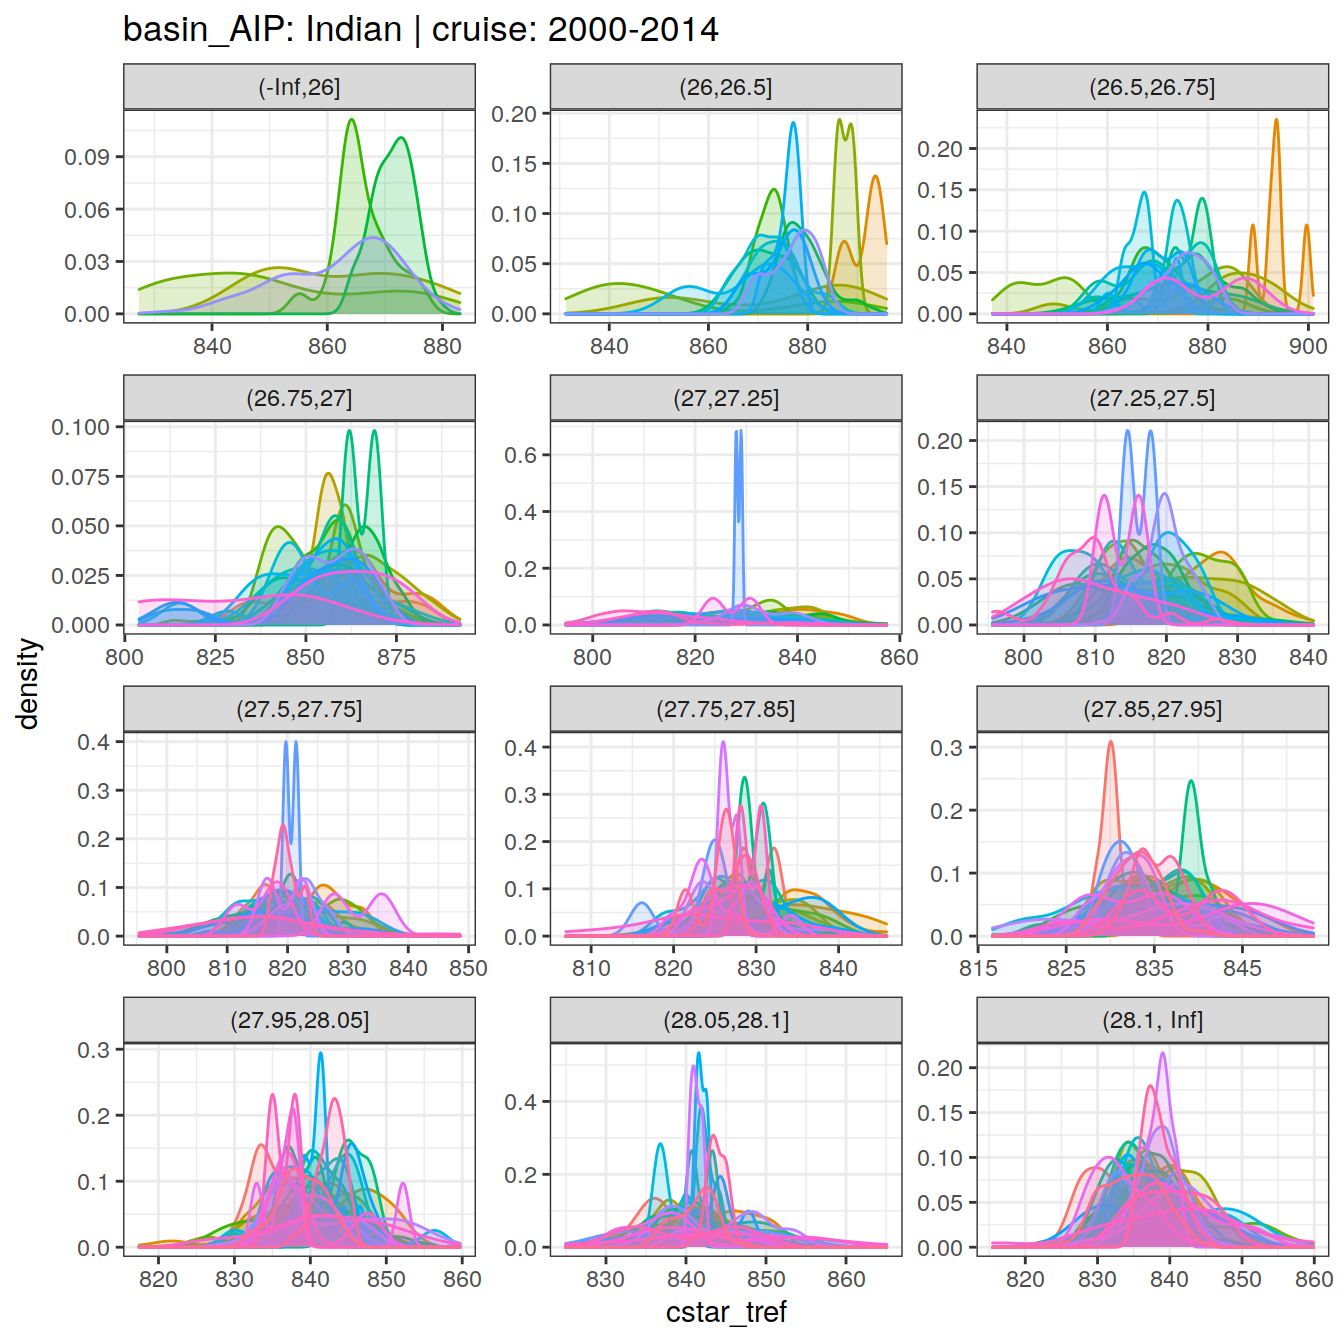 basin_AIP: Indian | cruise: 2000-2014
(-Inf,26] (26,26.5] (26.5,26.75]
0.09 0.06 0.03 0.00
0.20 0.15 0.10 0.05 0.00
0.20 0.15 0.10 0.05 0.00
840 860 880 840 860 880 840 860 880 900
(26.75,27] (27,27.25] (27.25,27.5]
0.100 0.075 0.050 0.025 0.000
0.6 0.4 0.2 0.0
0.20 0.15 0.10 0.05 0.00
800 825 850 875 800 820 840 860 800 810 820 830 840
density
(27.5,27.75] (27.75,27.85] (27.85,27.95]
0.4 0.3 0.2 0.1 0.0
0.4 0.3 0.2 0.1 0.0
0.3 0.2 0.1 0.0
800 810 820 830 840 850 810 820 830 840 815 825 835 845
(27.95,28.05] (28.05,28.1] (28.1, Inf]
0.3 0.2 0.1 0.0
0.4 0.2 0.0
0.20 0.15 0.10 0.05 0.00
820 830 840 850 860 830 840 850 860 820 830 840 850 860
cstar_tref